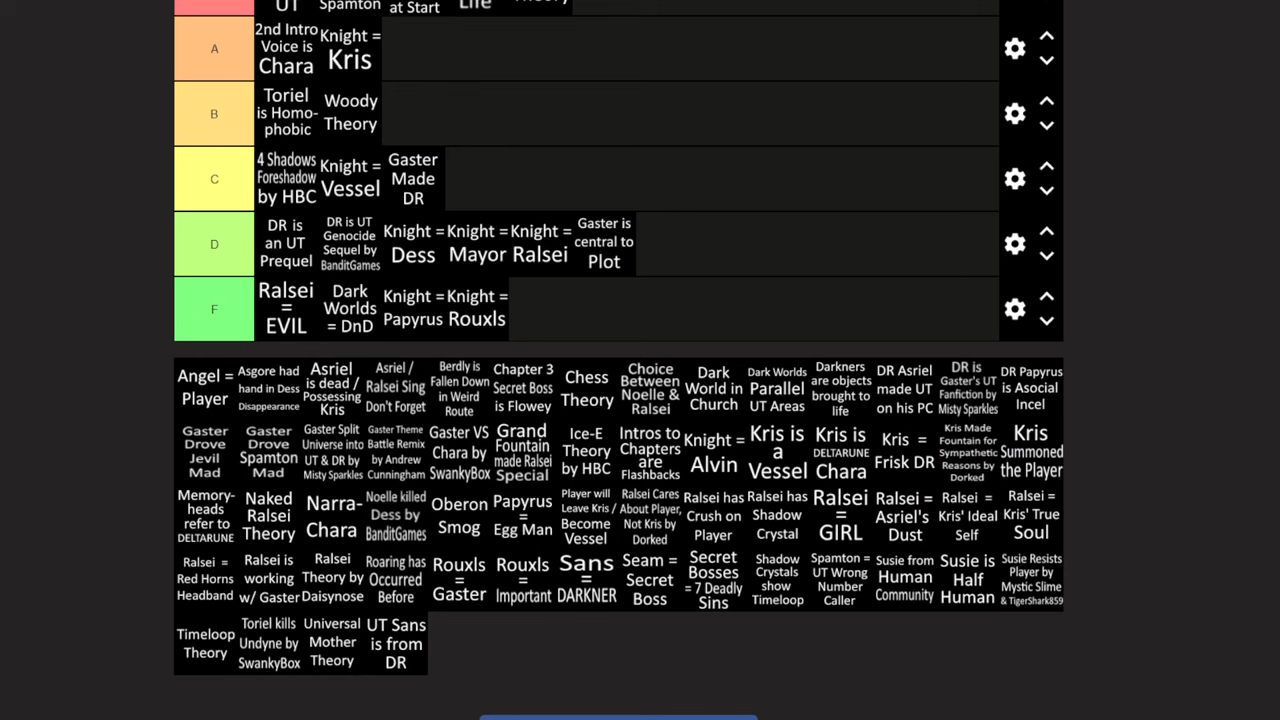 UT Spamton at Start Life Theory
A
2nd Intro Voice is Chara
Knight = Kris
B
Toriel is Homo-phobic
Woody Theory
C
4 Shadows Foreshadow by HBC
Knight = Vessel
Gaster Made DR
D
DR is an UT Prequel
DR is UT Genocide Sequel by BanditGames
Knight = Dess
Knight = Mayor
Knight = Ralsei
Gaster is central to Plot
F
Ralsei = EVIL
Dark Worlds = DnD
Knight = Papyrus
Knight = Rouxls
Angel = Player
Asgore had hand in Dess Disappearance
Asriel is dead / Possessing Kris
Asriel / Ralsei Sing Don't Forget
Berdly is Fallen Down in Weird Route
Chapter 3 Secret Boss is Flowey
Chess Theory
Choice Between Noelle & Ralsei
Dark World in Church
Dark Worlds Parallel UT Areas
Darkners are objects brought to life
DR Asriel made UT on his PC
DR is Gaster's UT Fanfiction by Misty Sparkles
DR Papyrus is Asocial Incel
Gaster Drove Jevil Mad
Gaster Drove Spamton Mad
Gaster Split Universe into UT & DR by Misty Sparkles
Gaster Theme Battle Remix by Andrew Cunningham
Gaster VS Chara by SwankyBox
Grand Fountain made Ralsei Special
Ice-E Theory by HBC
Intros to Chapters are Flashbacks
Knight = Alvin
Kris is a Vessel
Kris is DELTARUNE Chara
Kris = Frisk DR
Kris Made Fountain for Sympathetic Reasons by Dorked
Kris Summoned the Player
Memory-heads refer to DELTARUNE
Naked Ralsei Theory
Narra-Chara
Noelle killed Dess by BanditGames
Oberon Smog
Papyrus = Egg Man
Player will Leave Kris / Become Vessel
Ralsei Cares About Player, Not Kris by Dorked
Ralsei has Crush on Player
Ralsei has Shadow Crystal
Ralsei = GIRL
Ralsei = Asriel's Dust
Ralsei = Kris' Ideal Self
Ralsei = Kris' True Soul
Ralsei = Red Horns Headband
Ralsei is working w/ Gaster
Ralsei Theory by Daisynose
Roaring has Occurred Before
Rouxls = Gaster
Rouxls = Important
Sans = DARKNER
Seam = Secret Boss
Secret Bosses = 7 Deadly Sins
Shadow Crystals show Timeloop
Spamton = UT Wrong Number Caller
Susie from Human Community
Susie is Half Human
Susie Resists Player by Mystic Slime & TigerShark859
Timeloop Theory
Toriel kills Undyne by SwankyBox
Universal Mother Theory
UT Sans is from DR